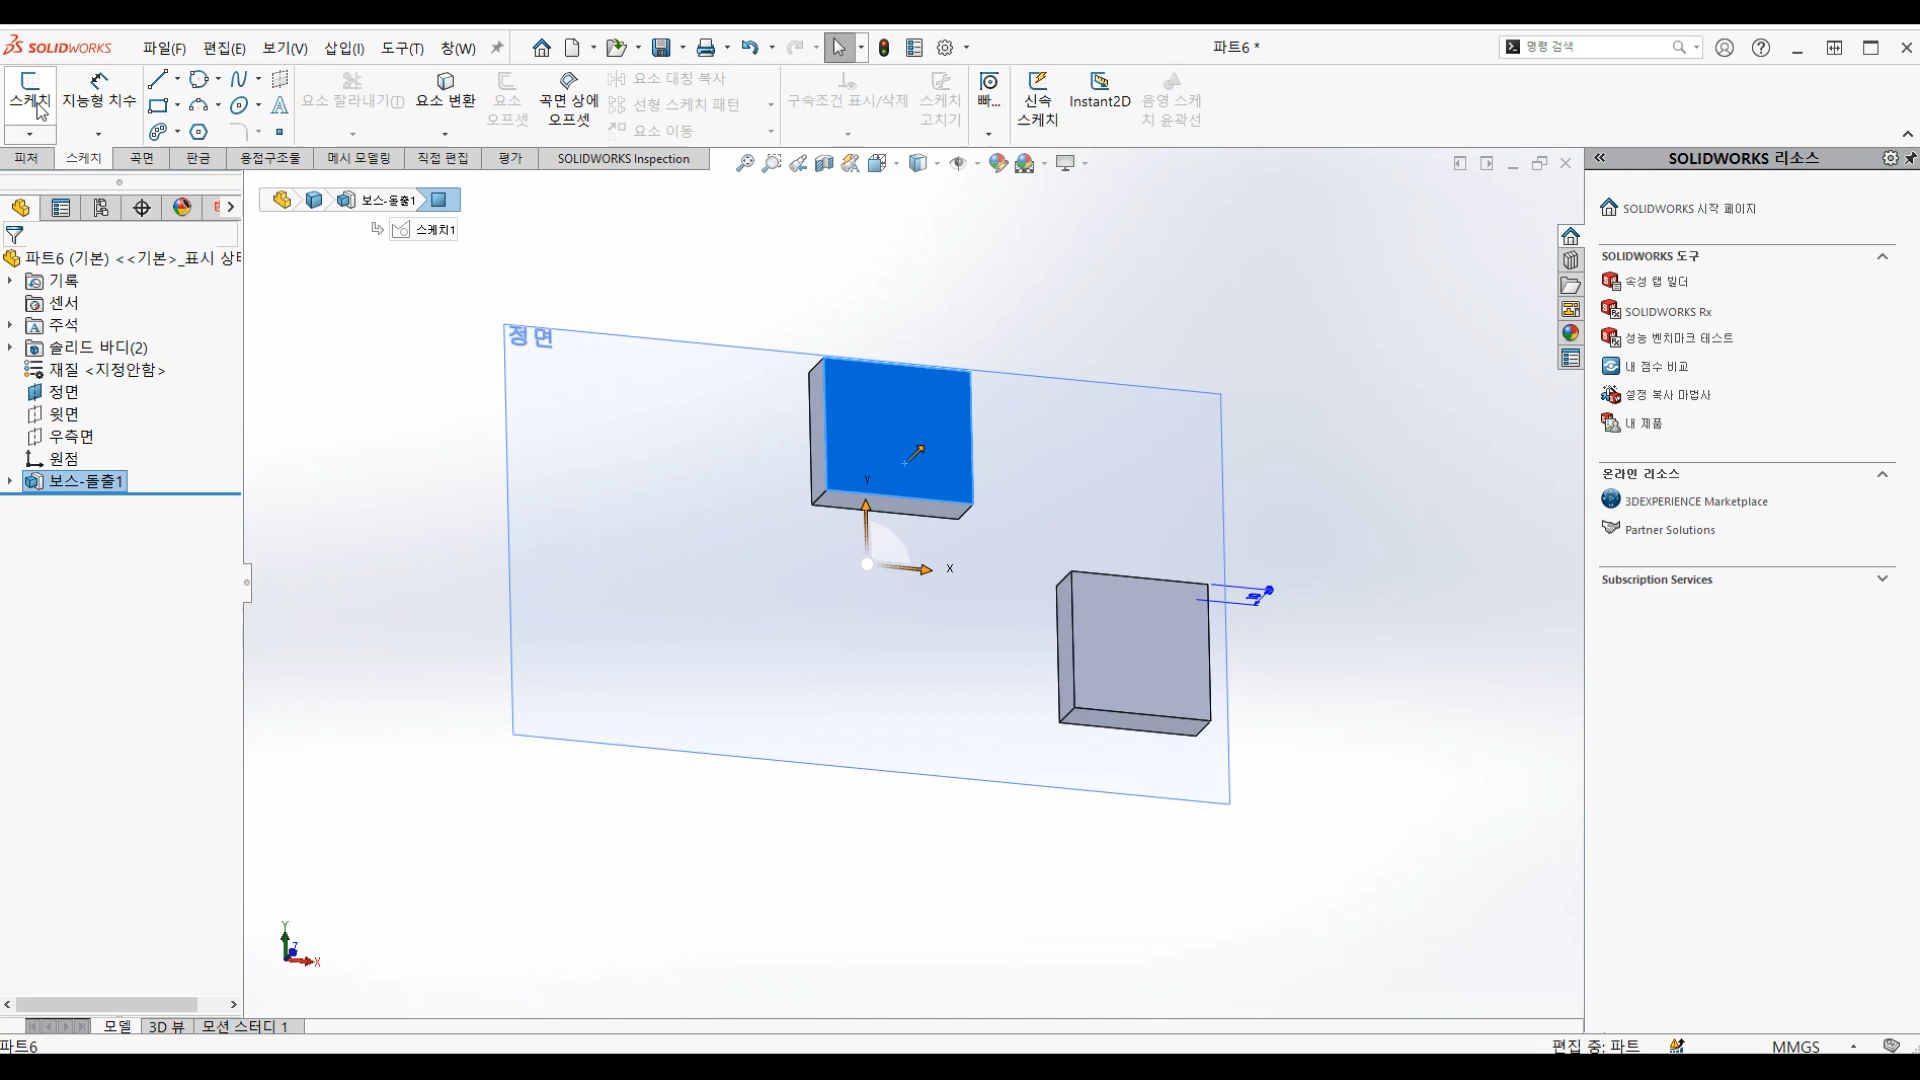 SOLIDWORKS 파일(F) 편집(E) 보기(V) 삽입(I) 도구(T) 창(W) 파트6 * 명령 검색
스케치 지능형 치수 요소 잘라내기(T) 요소 변환 요소 오프셋 곡면 상에 오프셋 요소 대칭 복사 선형 스케치 패턴 요소 이동 구속조건 표시/삭제 스케치 고치기 빠... 신속 스케치 Instant2D 음영 스케치 윤곽선
피처 스케치 곡면 판금 용접구조물 메시 모델링 직접 편집 평가 SOLIDWORKS Inspection
SOLIDWORKS 리소스
보스-돌출1
스케치1
파트6 (기본) <<기본>_표시 상태
기록
센서
주석
솔리드 바디(2)
재질 <지정안함>
정면
윗면
우측면
원점
보스-돌출1
정면
Y
X
Y
Z
X
SOLIDWORKS 시작 페이지
SOLIDWORKS 도구
속성 탭 빌더
SOLIDWORKS Rx
성능 벤치마크 테스트
내 점수 비교
설정 복사 마법사
내 제품
온라인 리소스
3DEXPERIENCE Marketplace
Partner Solutions
Subscription Services
모델 3D 뷰 모션 스터디 1
파트6 편집 중: 파트 MMGS